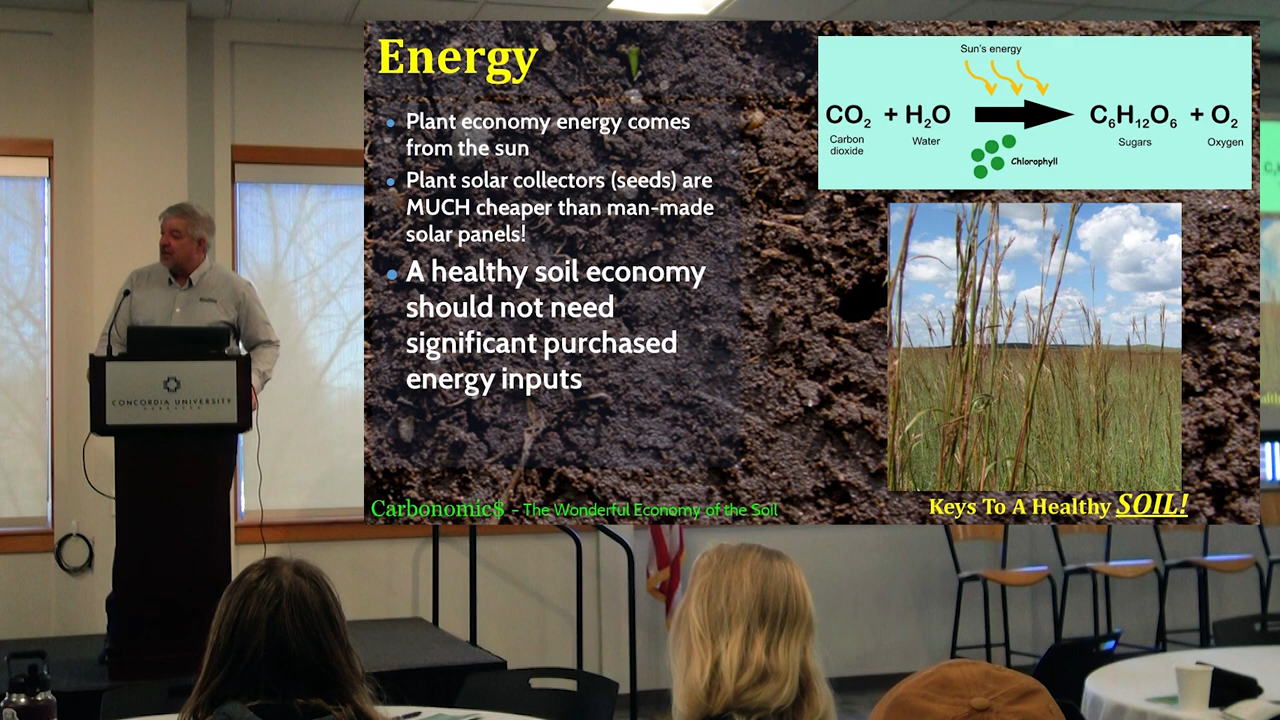 Energy
Plant economy energy comes
from the sun
Plant solar collectors (seeds) are
MUCH cheaper than man-made
solar panels!
A healthy soil economy
should not need
significant purchased
energy inputs
Sun's energy
CO₂ + H₂O C₆H₁₂O₆ + O₂
Carbon
dioxide
Water
Sugars
Oxygen
Chlorophyll
Carbonomic$ - The Wonderful Economy of the Soil
Keys To A Healthy SOIL!
CONCORDIA UNIVERSITY
NEBRASKA